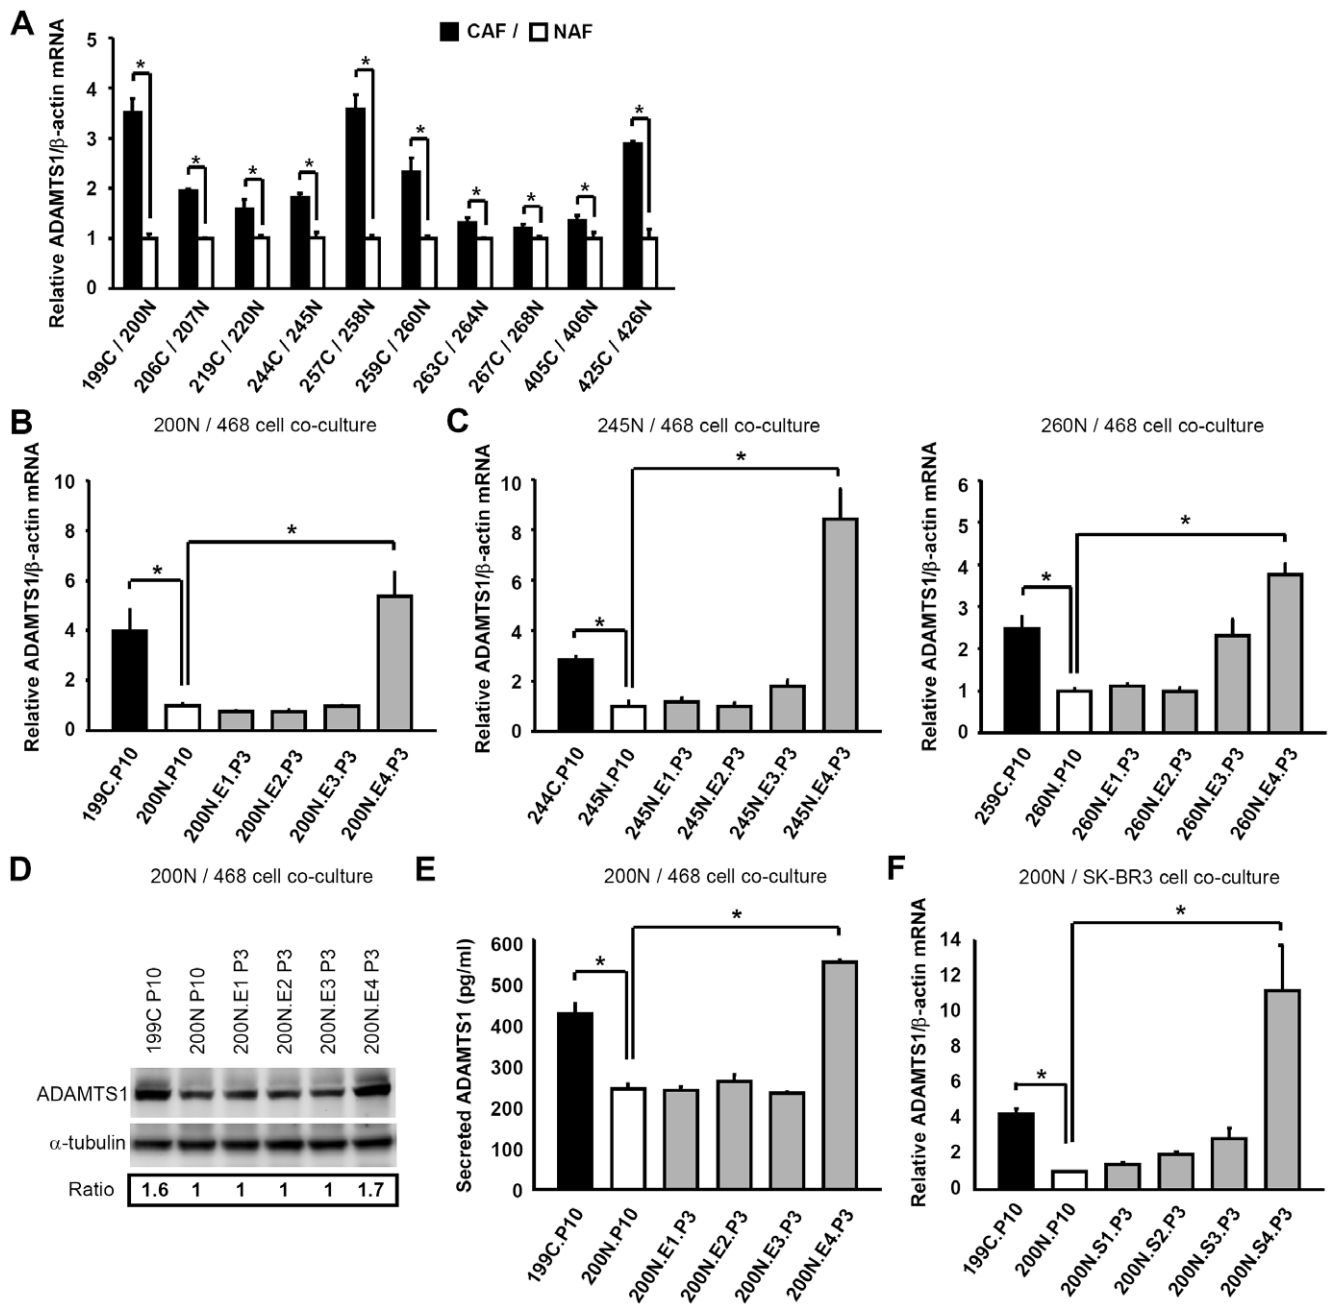 A
CAF / NAF
Relative ADAMTS1/β-actin mRNA
5
4
3
2
1
0
* * * * * * * * * *
199C / 200N
206C / 207N
219C / 220N
244C / 245N
257C / 258N
259C / 260N
263C / 264N
267C / 268N
405C / 406N
425C / 426N
B
200N / 468 cell co-culture
Relative ADAMTS1/β-actin mRNA
10
8
6
4
2
0
* *
199C.P10
200N.P10
200N.E1.P3
200N.E2.P3
200N.E3.P3
200N.E4.P3
C
245N / 468 cell co-culture
Relative ADAMTS1/β-actin mRNA
10
8
6
4
2
0
* *
244C.P10
245N.P10
245N.E1.P3
245N.E2.P3
245N.E3.P3
245N.E4.P3
260N / 468 cell co-culture
Relative ADAMTS1/β-actin mRNA
6
5
4
3
2
1
0
* *
259C.P10
260N.P10
260N.E1.P3
260N.E2.P3
260N.E3.P3
260N.E4.P3
D
200N / 468 cell co-culture
199C P10
200N P10
200N.E1 P3
200N.E2 P3
200N.E3 P3
200N.E4 P3
ADAMTS1
α-tubulin
Ratio 1.6 1 1 1 1 1.7
E
200N / 468 cell co-culture
Secreted ADAMTS1 (pg/ml)
600
500
400
300
200
100
0
* *
199C.P10
200N.P10
200N.E1.P3
200N.E2.P3
200N.E3.P3
200N.E4.P3
F
200N / SK-BR3 cell co-culture
Relative ADAMTS1/β-actin mRNA
14
12
10
8
6
4
2
0
* *
199C.P10
200N.P10
200N.S1.P3
200N.S2.P3
200N.S3.P3
200N.S4.P3